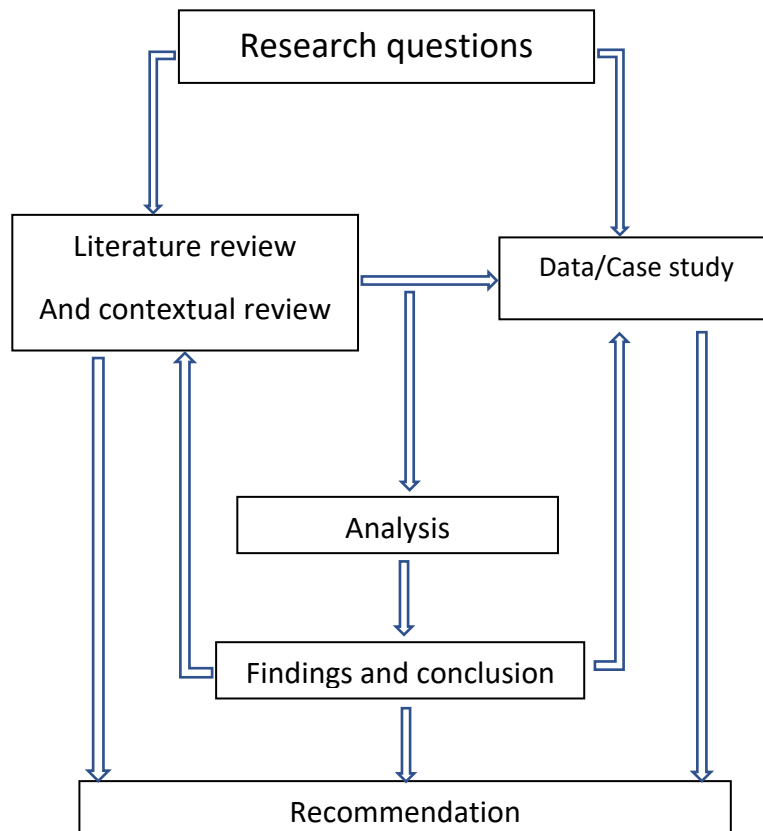 Research questions
Literature review
And contextual review
Data/Case study
Analysis
Findings and conclusion
Recommendation